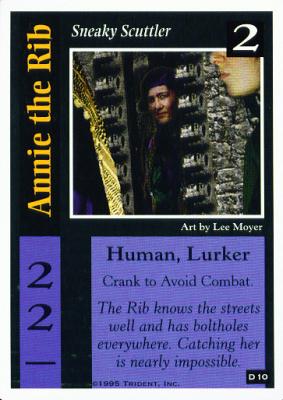 Annie the Rib
Sneaky Scuttler
2
Art by Lee Moyer
2
2
|
Human, Lurker
Crank to Avoid Combat.
The Rib knows the streets
well and has boltholes
everywhere. Catching her
is nearly impossible.
D 10
©1995 TRIDENT, INC.